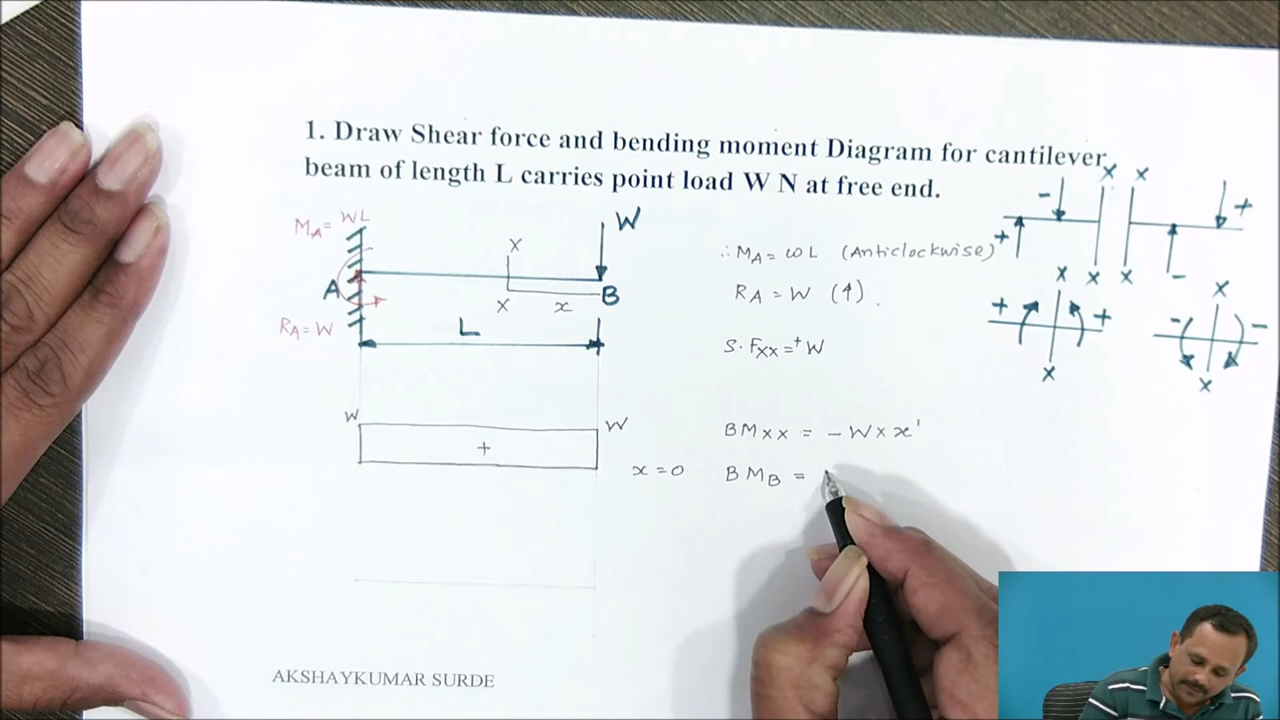 1. Draw Shear force and bending moment Diagram for cantilever
beam of length L carries point load W N at free end.
MA= WL
W
X
A
B
X
x
RA= W
L
∴ MA = ωL (Anticlockwise)
RA = W (↑).
S.FXX = +W
W
W
+
BMXX = - W × x'
x = 0 BMB =
- + X X +
+ X X X -
+ + X
X
- - X
X
AKSHAYKUMAR SURDE